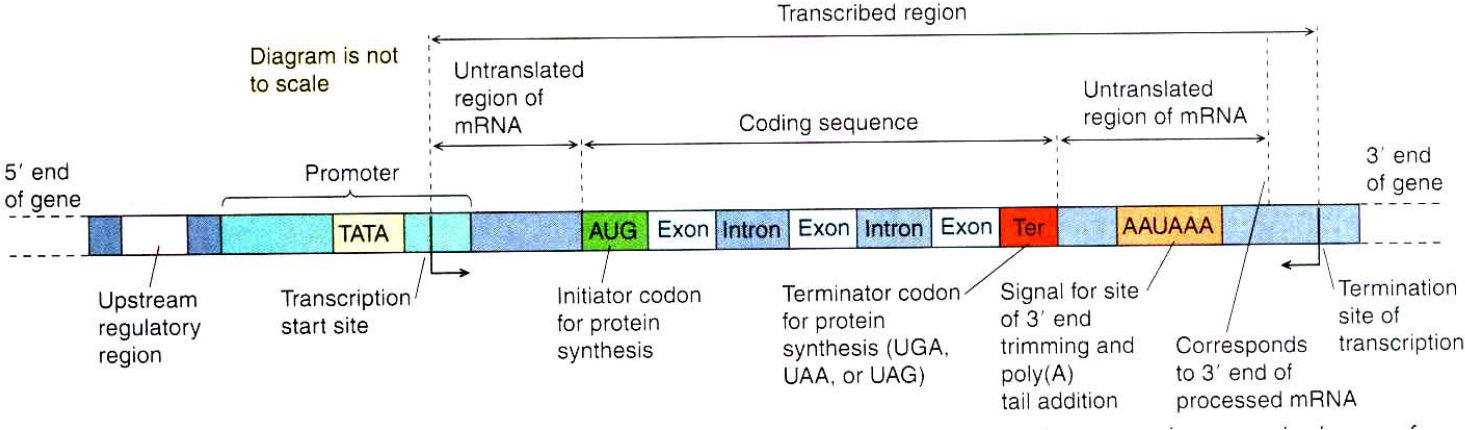 Transcribed region
Diagram is not
to scale
Untranslated
region of
mRNA
Coding sequence
Untranslated
region of mRNA
5′ end
of gene
Promoter
3′ end
of gene
TATA
AUG
Exon
Intron
Exon
Intron
Exon
Ter
AAUAAA
Upstream
regulatory
region
Transcription
start site
Initiator codon
for protein
synthesis
Terminator codon
for protein
synthesis (UGA,
UAA, or UAG)
Signal for site
of 3′ end
trimming and
poly(A)
tail addition
Corresponds
to 3′ end of
processed mRNA
Termination
site of
transcription